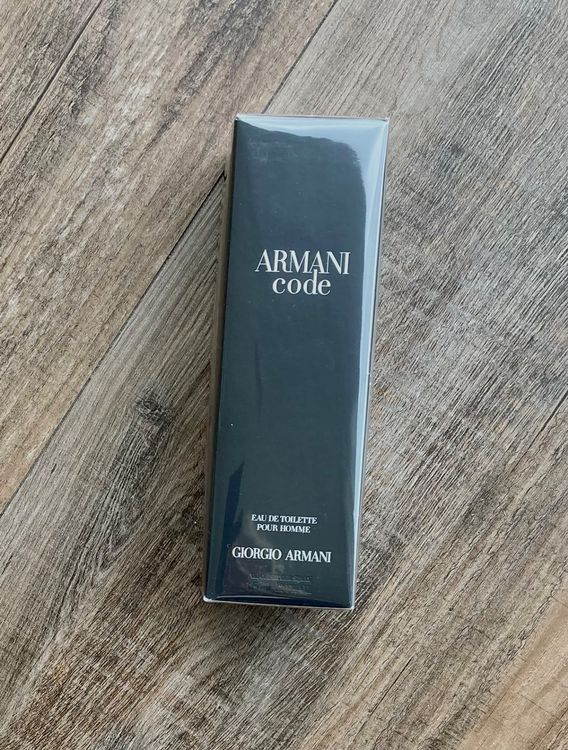 ARMANI
code
EAU DE TOILETTE
POUR HOMME
GIORGIO ARMANI